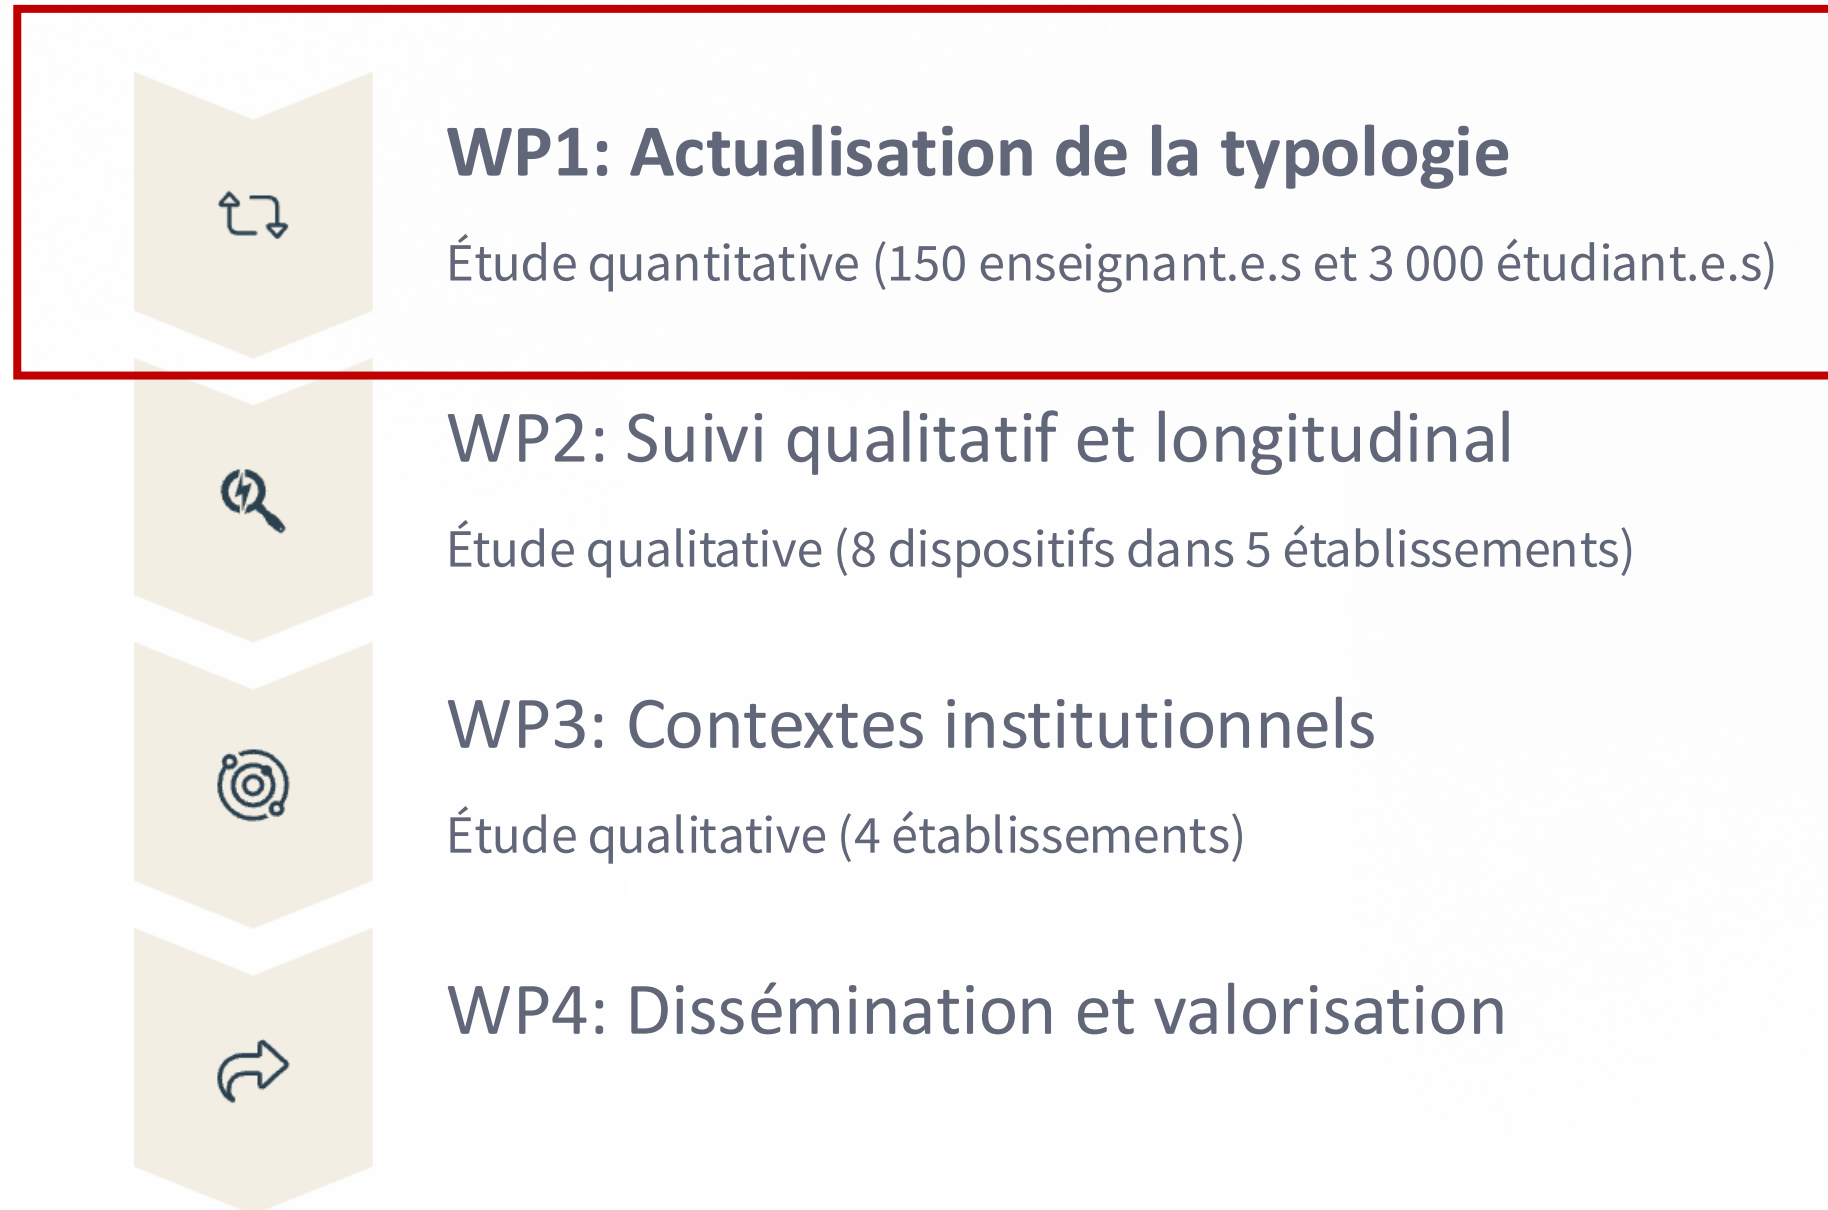 WP1: Actualisation de la typologie
Étude quantitative (150 enseignant.e.s et 3 000 étudiant.e.s)
WP2: Suivi qualitatif et longitudinal
Étude qualitative (8 dispositifs dans 5 établissements)
WP3: Contextes institutionnels
Étude qualitative (4 établissements)
WP4: Dissémination et valorisation